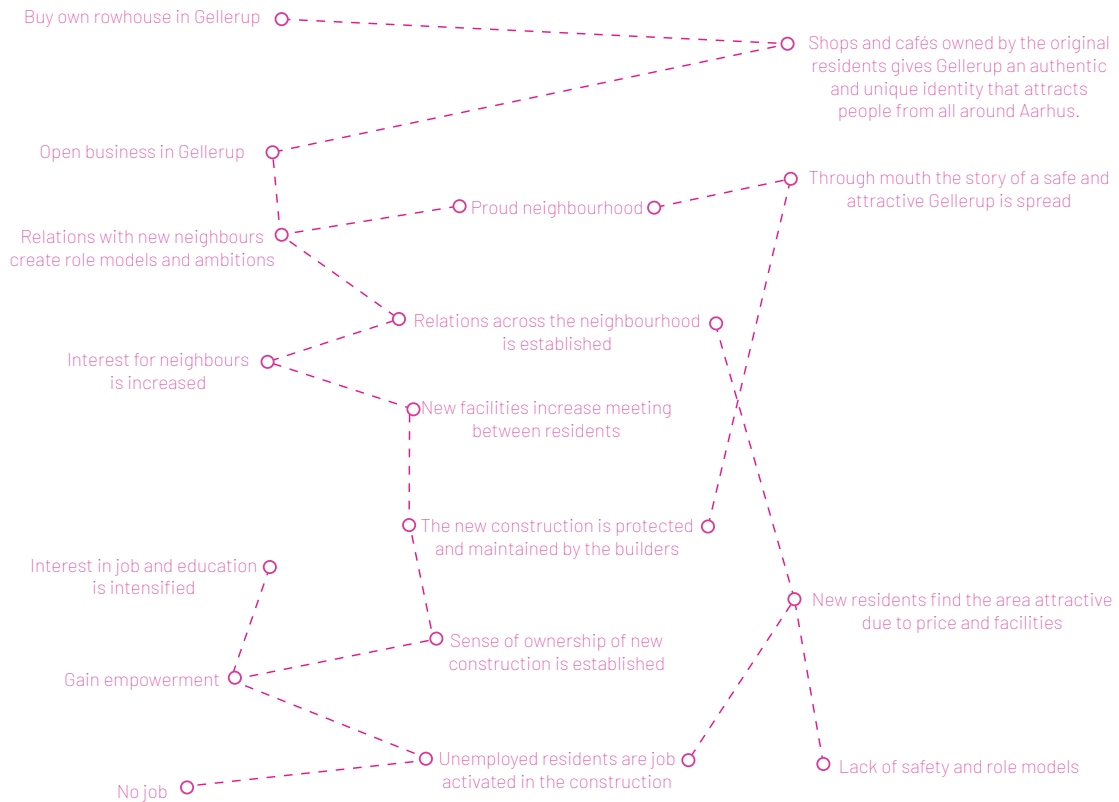 Buy own rowhouse in Gellerup
Shops and cafés owned by the original
residents gives Gellerup an authentic
and unique identity that attracts
people from all around Aarhus.
Open business in Gellerup
Through mouth the story of a safe and
attractive Gellerup is spread
Proud neighbourhood
Relations with new neighbours
create role models and ambitions
Relations across the neighbourhood
is established
Interest for neighbours
is increased
New facilities increase meeting
between residents
The new construction is protected
and maintained by the builders
Interest in job and education
is intensified
New residents find the area attractive
due to price and facilities
Sense of ownership of new
construction is established
Gain empowerment
Unemployed residents are job
activated in the construction
Lack of safety and role models
No job